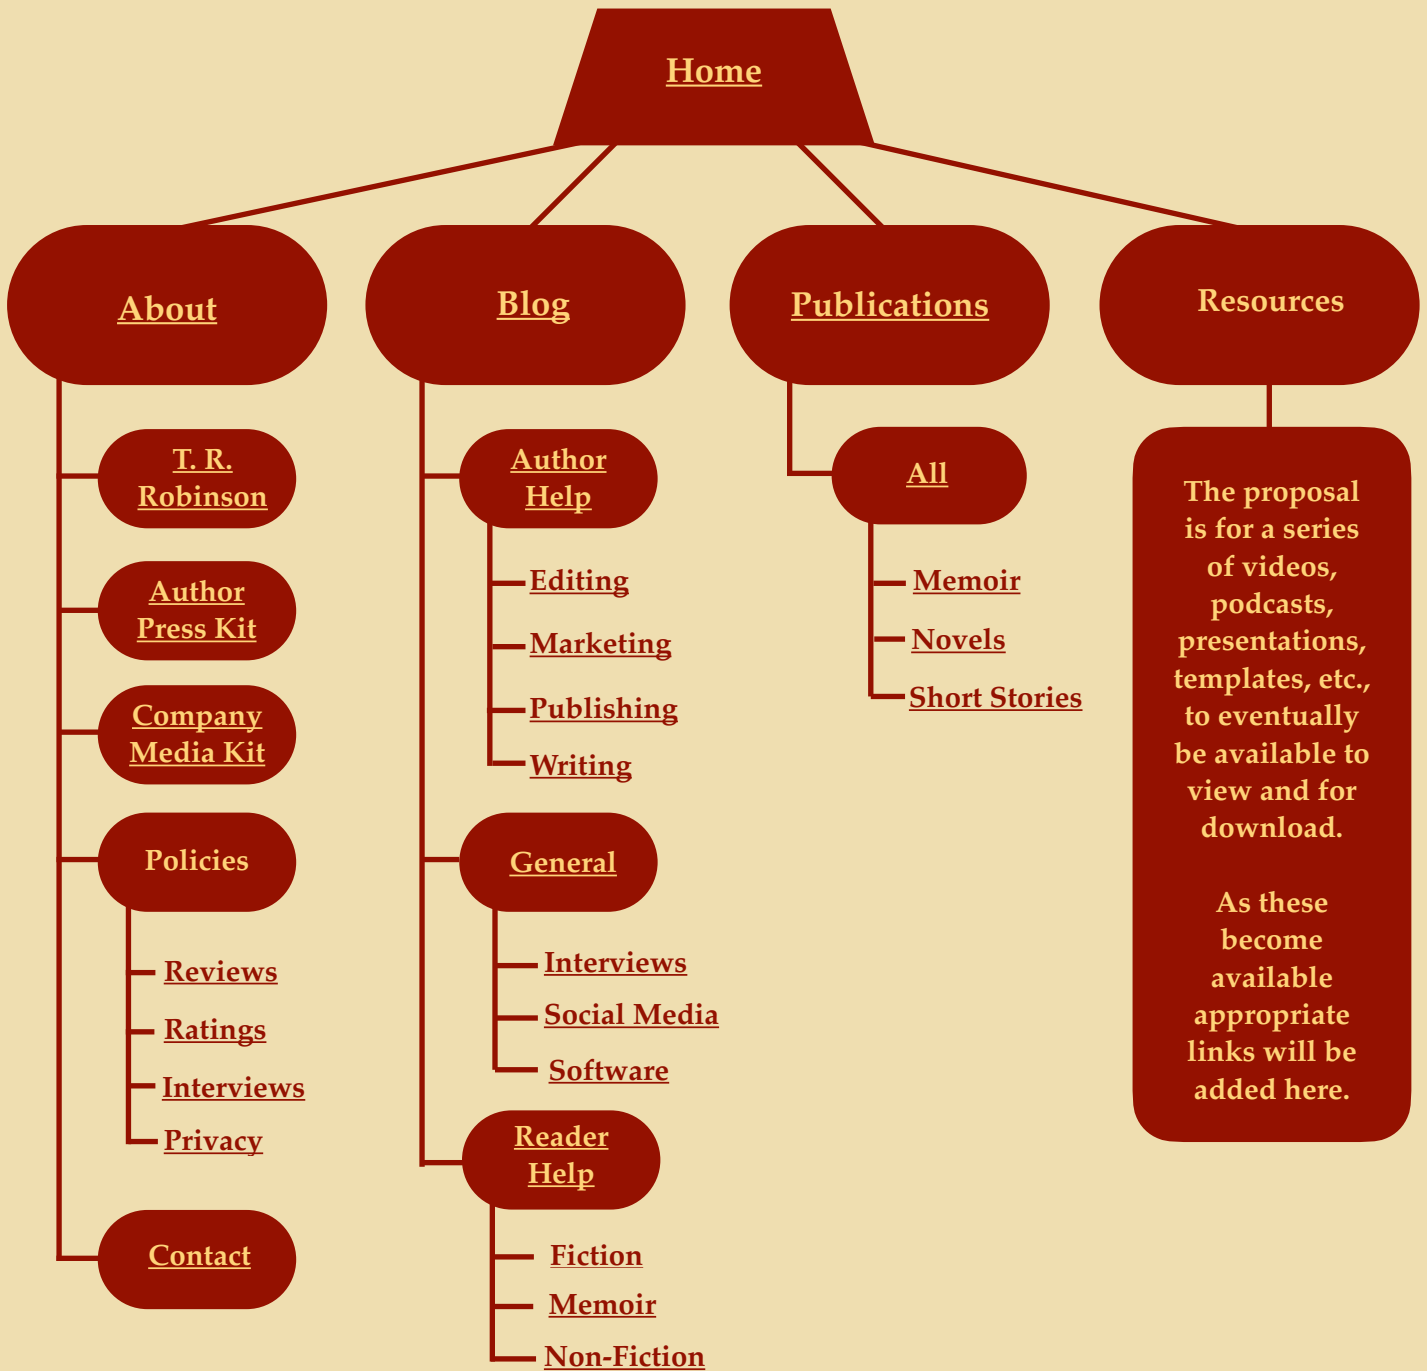 Home
About
T. R.
Robinson
Author
Press Kit
Company
Media Kit
Policies
Reviews
Ratings
Interviews
Privacy
Contact
Blog
Author
Help
Editing
Marketing
Publishing
Writing
General
Interviews
Social Media
Software
Reader
Help
Fiction
Memoir
Non-Fiction
Publications
All
Memoir
Novels
Short Stories
Resources
The proposal
is for a series
of videos,
podcasts,
presentations,
templates, etc.,
to eventually
be available to
view and for
download.
As these
become
available
appropriate
links will be
added here.